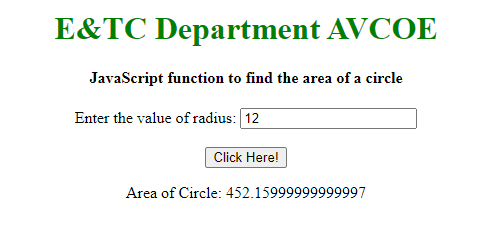 E&TC Department AVCOE
JavaScript function to find the area of a circle
Enter the value of radius: 12
Click Here!
Area of Circle: 452.15999999999997